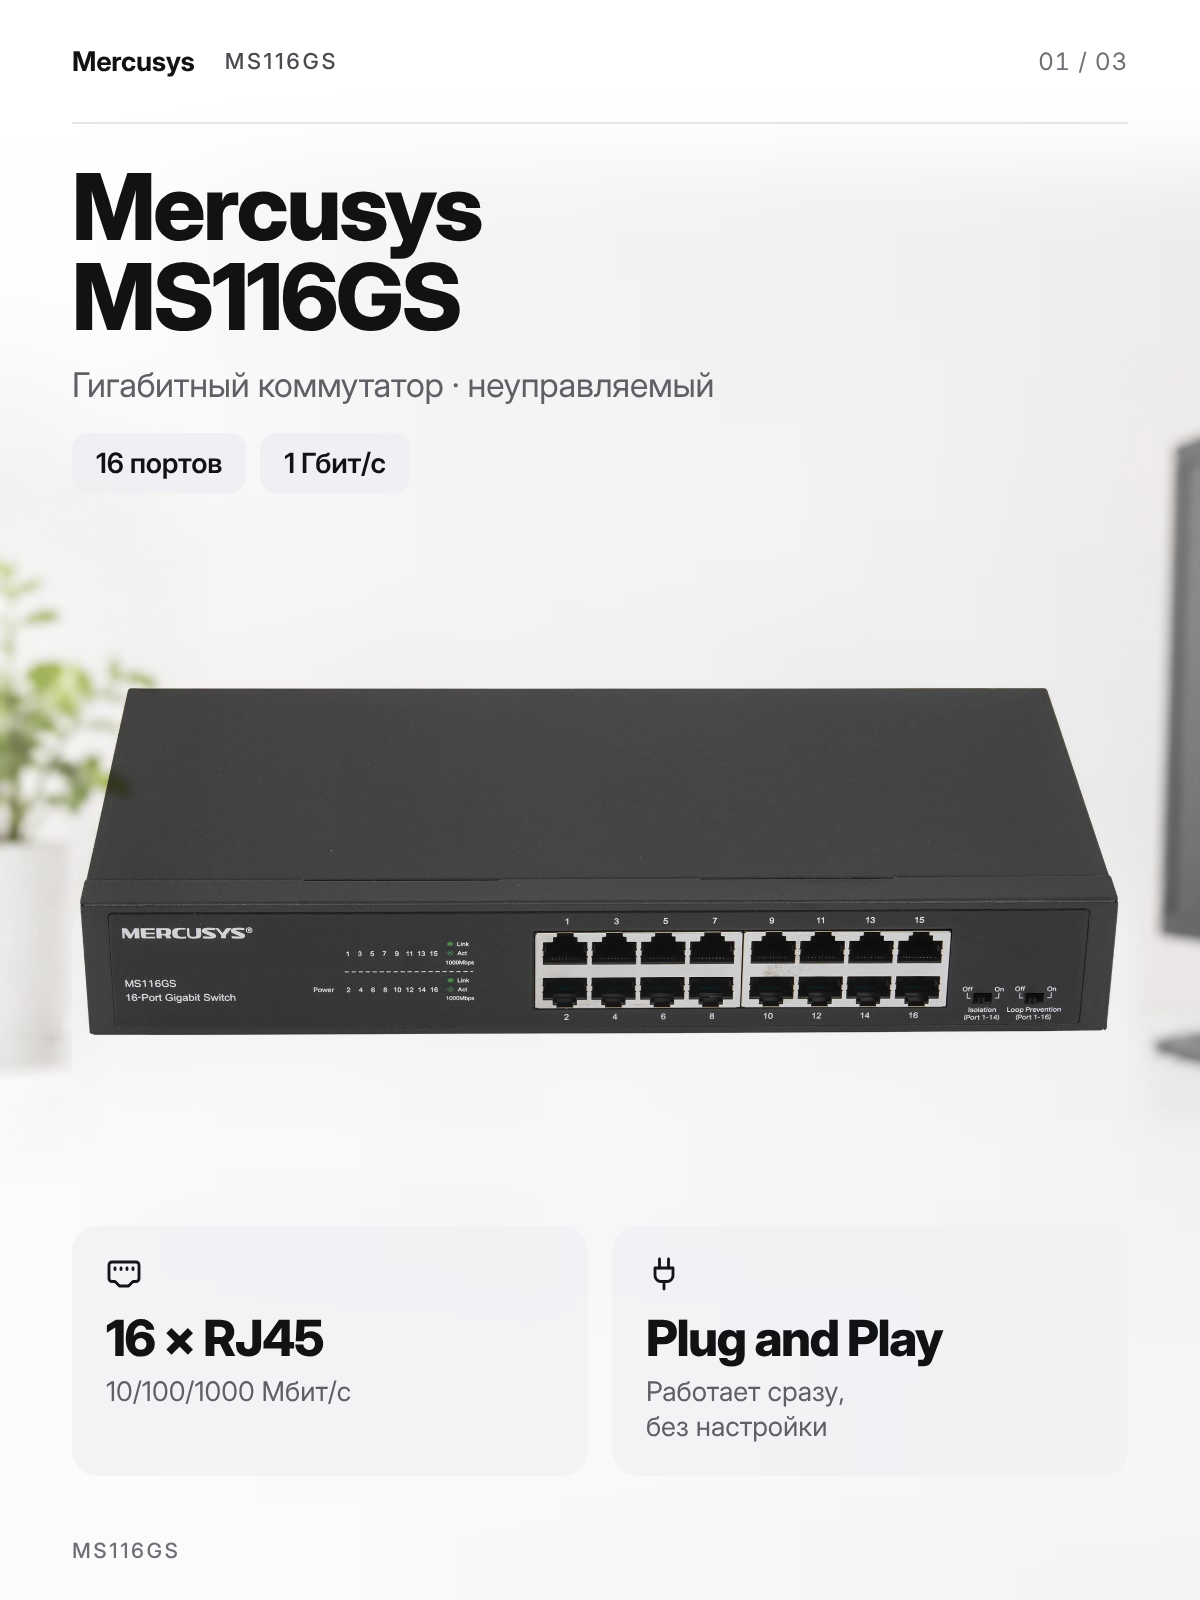 Mercusys MS116GS 01 / 03
Mercusys
MS116GS
Гигабитный коммутатор · неуправляемый
16 портов 1 Гбит/с
MERCUSYS®
MS116GS
16-Port Gigabit Switch
1 3 5 7 9 11 13 15
Link
Act
1000Mbps
Power 2 4 6 8 10 12 14 16
Link
Act
1000Mbps
1 3 5 7 9 11 13 15
2 4 6 8 10 12 14 16
Off On Off On
Isolation Loop Prevention
(Port 1-14) (Port 1-16)
16 × RJ45
10/100/1000 Мбит/с
Plug and Play
Работает сразу,
без настройки
MS116GS